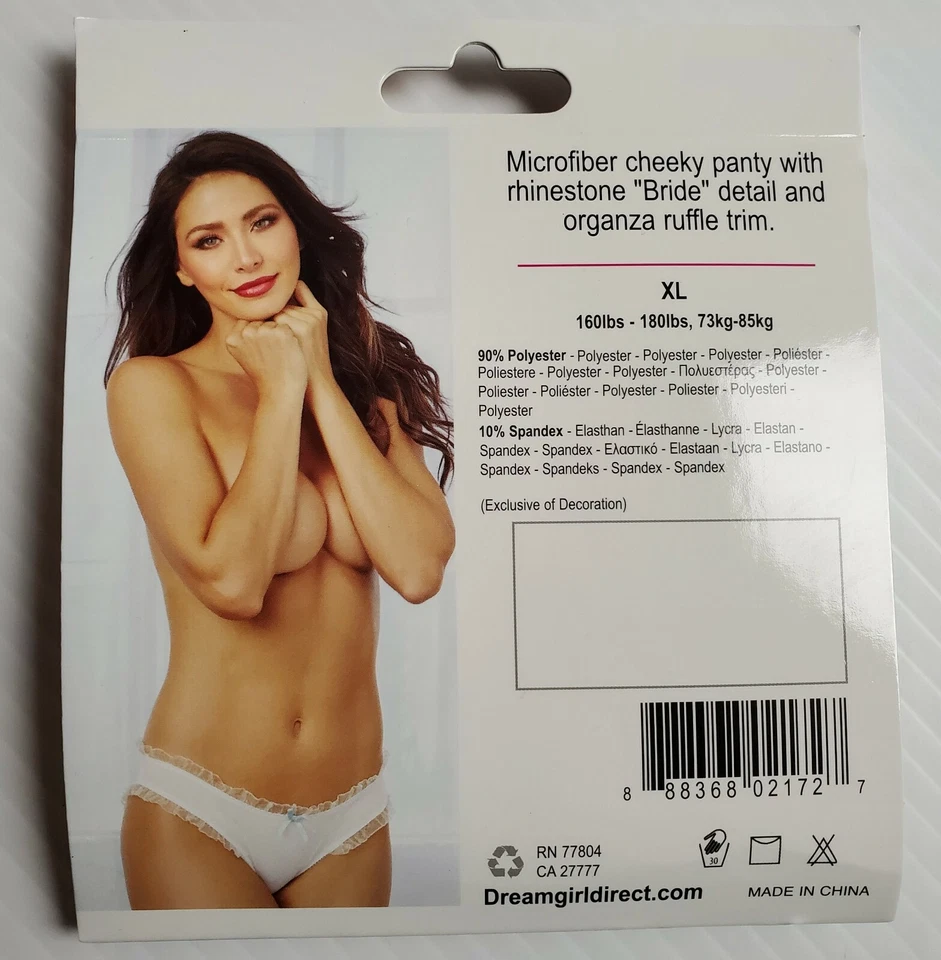 Microfiber cheeky panty with
rhinestone "Bride" detail and
organza ruffle trim.
XL
160lbs - 180lbs, 73kg-85kg
90% Polyester - Polyester - Polyester - Polyester - Poliéster -
Poliestere - Polyester - Polyester - Πολυεστέρας - Polyester -
Poliester - Poliéster - Polyester - Poliester - Polyesteri -
Polyester
10% Spandex - Elasthan - Élasthanne - Lycra - Elastan -
Spandex - Spandex - Ελαστικό - Elastaan - Lycra - Elastano -
Spandex - Spandeks - Spandex - Spandex
(Exclusive of Decoration)
8 88368 02172 7
RN 77804
CA 27777
30
Dreamgirldirect.com
MADE IN CHINA